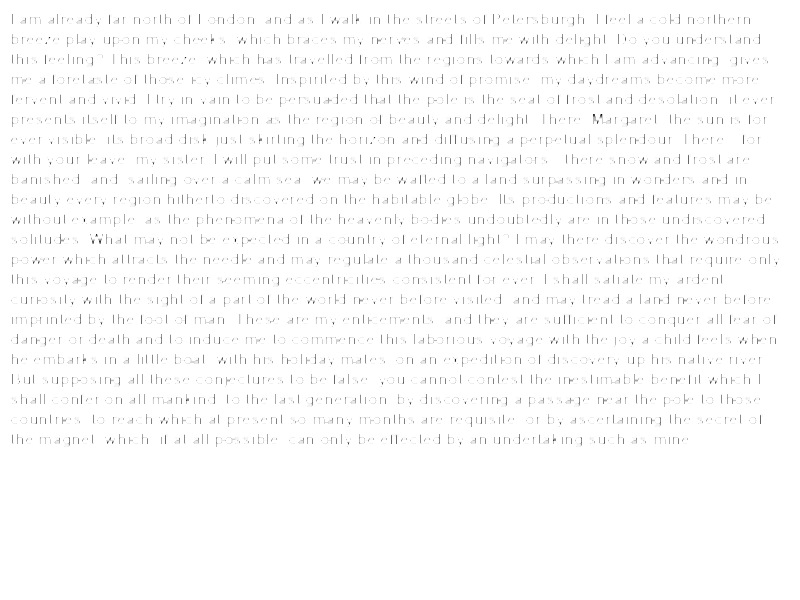 I am already far north of London, and as I walk in the streets of Petersburgh, I feel a cold northern
breeze play upon my cheeks, which braces my nerves and fills me with delight. Do you understand
this feeling? This breeze, which has travelled from the regions towards which I am advancing, gives
me a foretaste of those icy climes. Inspirited by this wind of promise, my daydreams become more
fervent and vivid. I try in vain to be persuaded that the pole is the seat of frost and desolation; it ever
presents itself to my imagination as the region of beauty and delight. There, Margaret, the sun is for
ever visible, its broad disk just skirting the horizon and diffusing a perpetual splendour. There—for
with your leave, my sister, I will put some trust in preceding navigators—there snow and frost are
banished; and, sailing over a calm sea, we may be wafted to a land surpassing in wonders and in
beauty every region hitherto discovered on the habitable globe. Its productions and features may be
without example, as the phenomena of the heavenly bodies undoubtedly are in those undiscovered
solitudes. What may not be expected in a country of eternal light? I may there discover the wondrous
power which attracts the needle and may regulate a thousand celestial observations that require only
this voyage to render their seeming eccentricities consistent for ever. I shall satiate my ardent
curiosity with the sight of a part of the world never before visited, and may tread a land never before
imprinted by the foot of man. These are my enticements, and they are sufficient to conquer all fear of
danger or death and to induce me to commence this laborious voyage with the joy a child feels when
he embarks in a little boat, with his holiday mates, on an expedition of discovery up his native river.
But supposing all these conjectures to be false, you cannot contest the inestimable benefit which I
shall confer on all mankind, to the last generation, by discovering a passage near the pole to those
countries, to reach which at present so many months are requisite; or by ascertaining the secret of
the magnet, which, if at all possible, can only be effected by an undertaking such as mine.